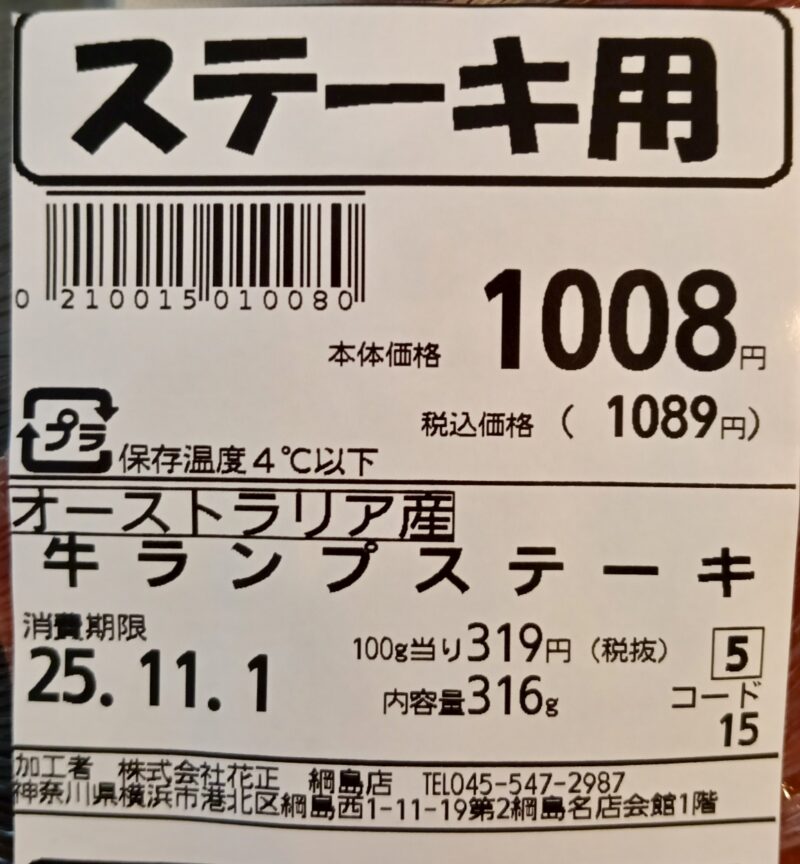 ステーキ用
0 210015 010080
本体価格 1008円
税込価格 ( 1089円)
プラ
保存温度4℃以下
オーストラリア産
牛ランプステーキ
消費期限
25.11.1
100g当り319円(税抜)
内容量316g
5
コード
15
加工者 株式会社花正 綱島店 TEL045-547-2987
神奈川県横浜市港北区綱島西1-11-19第2綱島名店会館1階